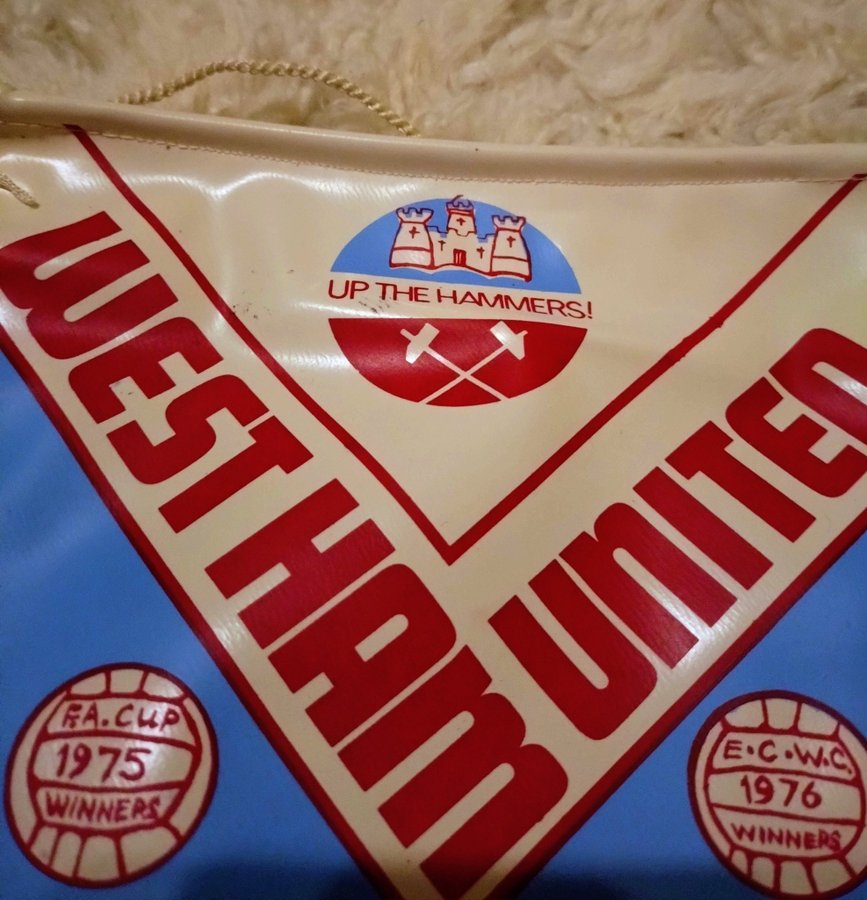 UP THE HAMMERS!
WEST HAM
UNITED
F.A. CUP
1975
WINNERS
E.C.W.C.
1976
WINNERS